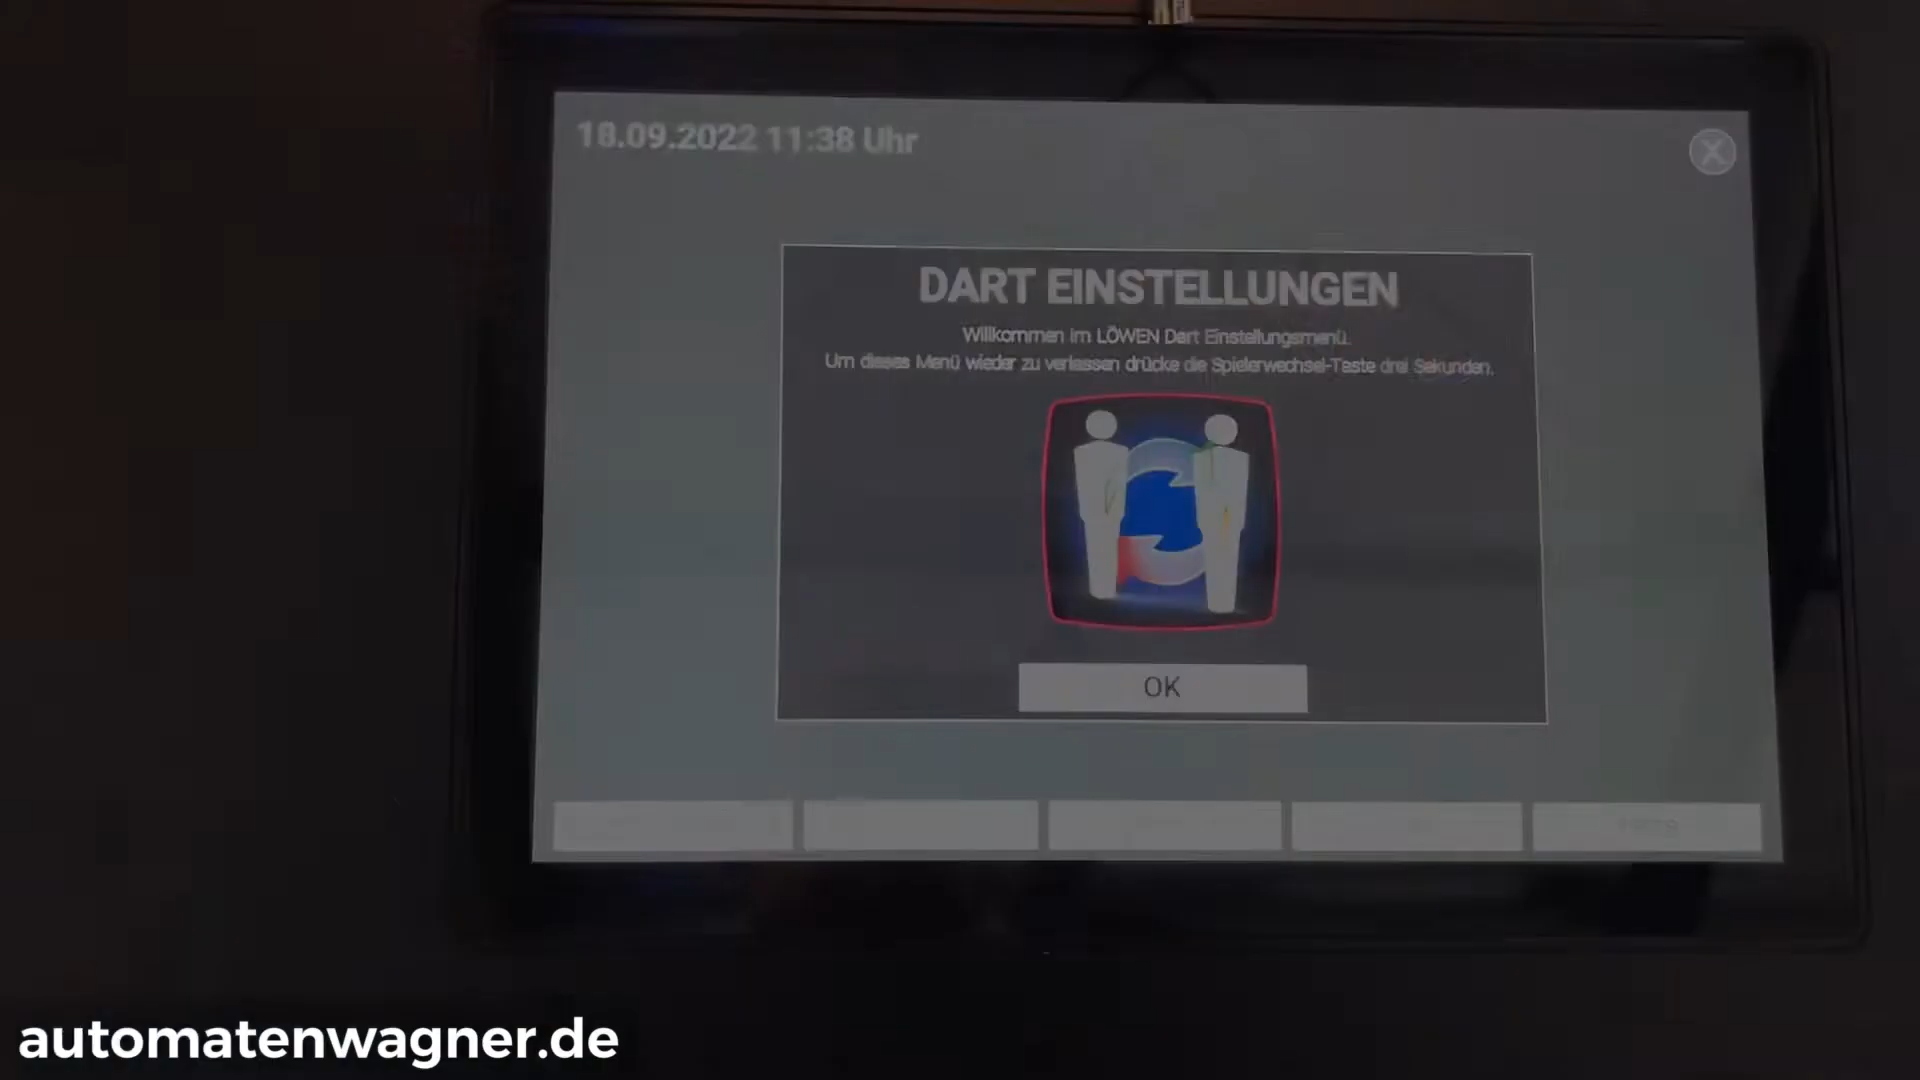 18.09.2022 11:38 Uhr
X
DART EINSTELLUNGEN
Willkommen im LÖWEN Dart Einstellungsmenü.
Um dieses Menü wieder zu verlassen drücke die Spielerwechsel-Taste drei Sekunden.
OK
automatenwagner.de